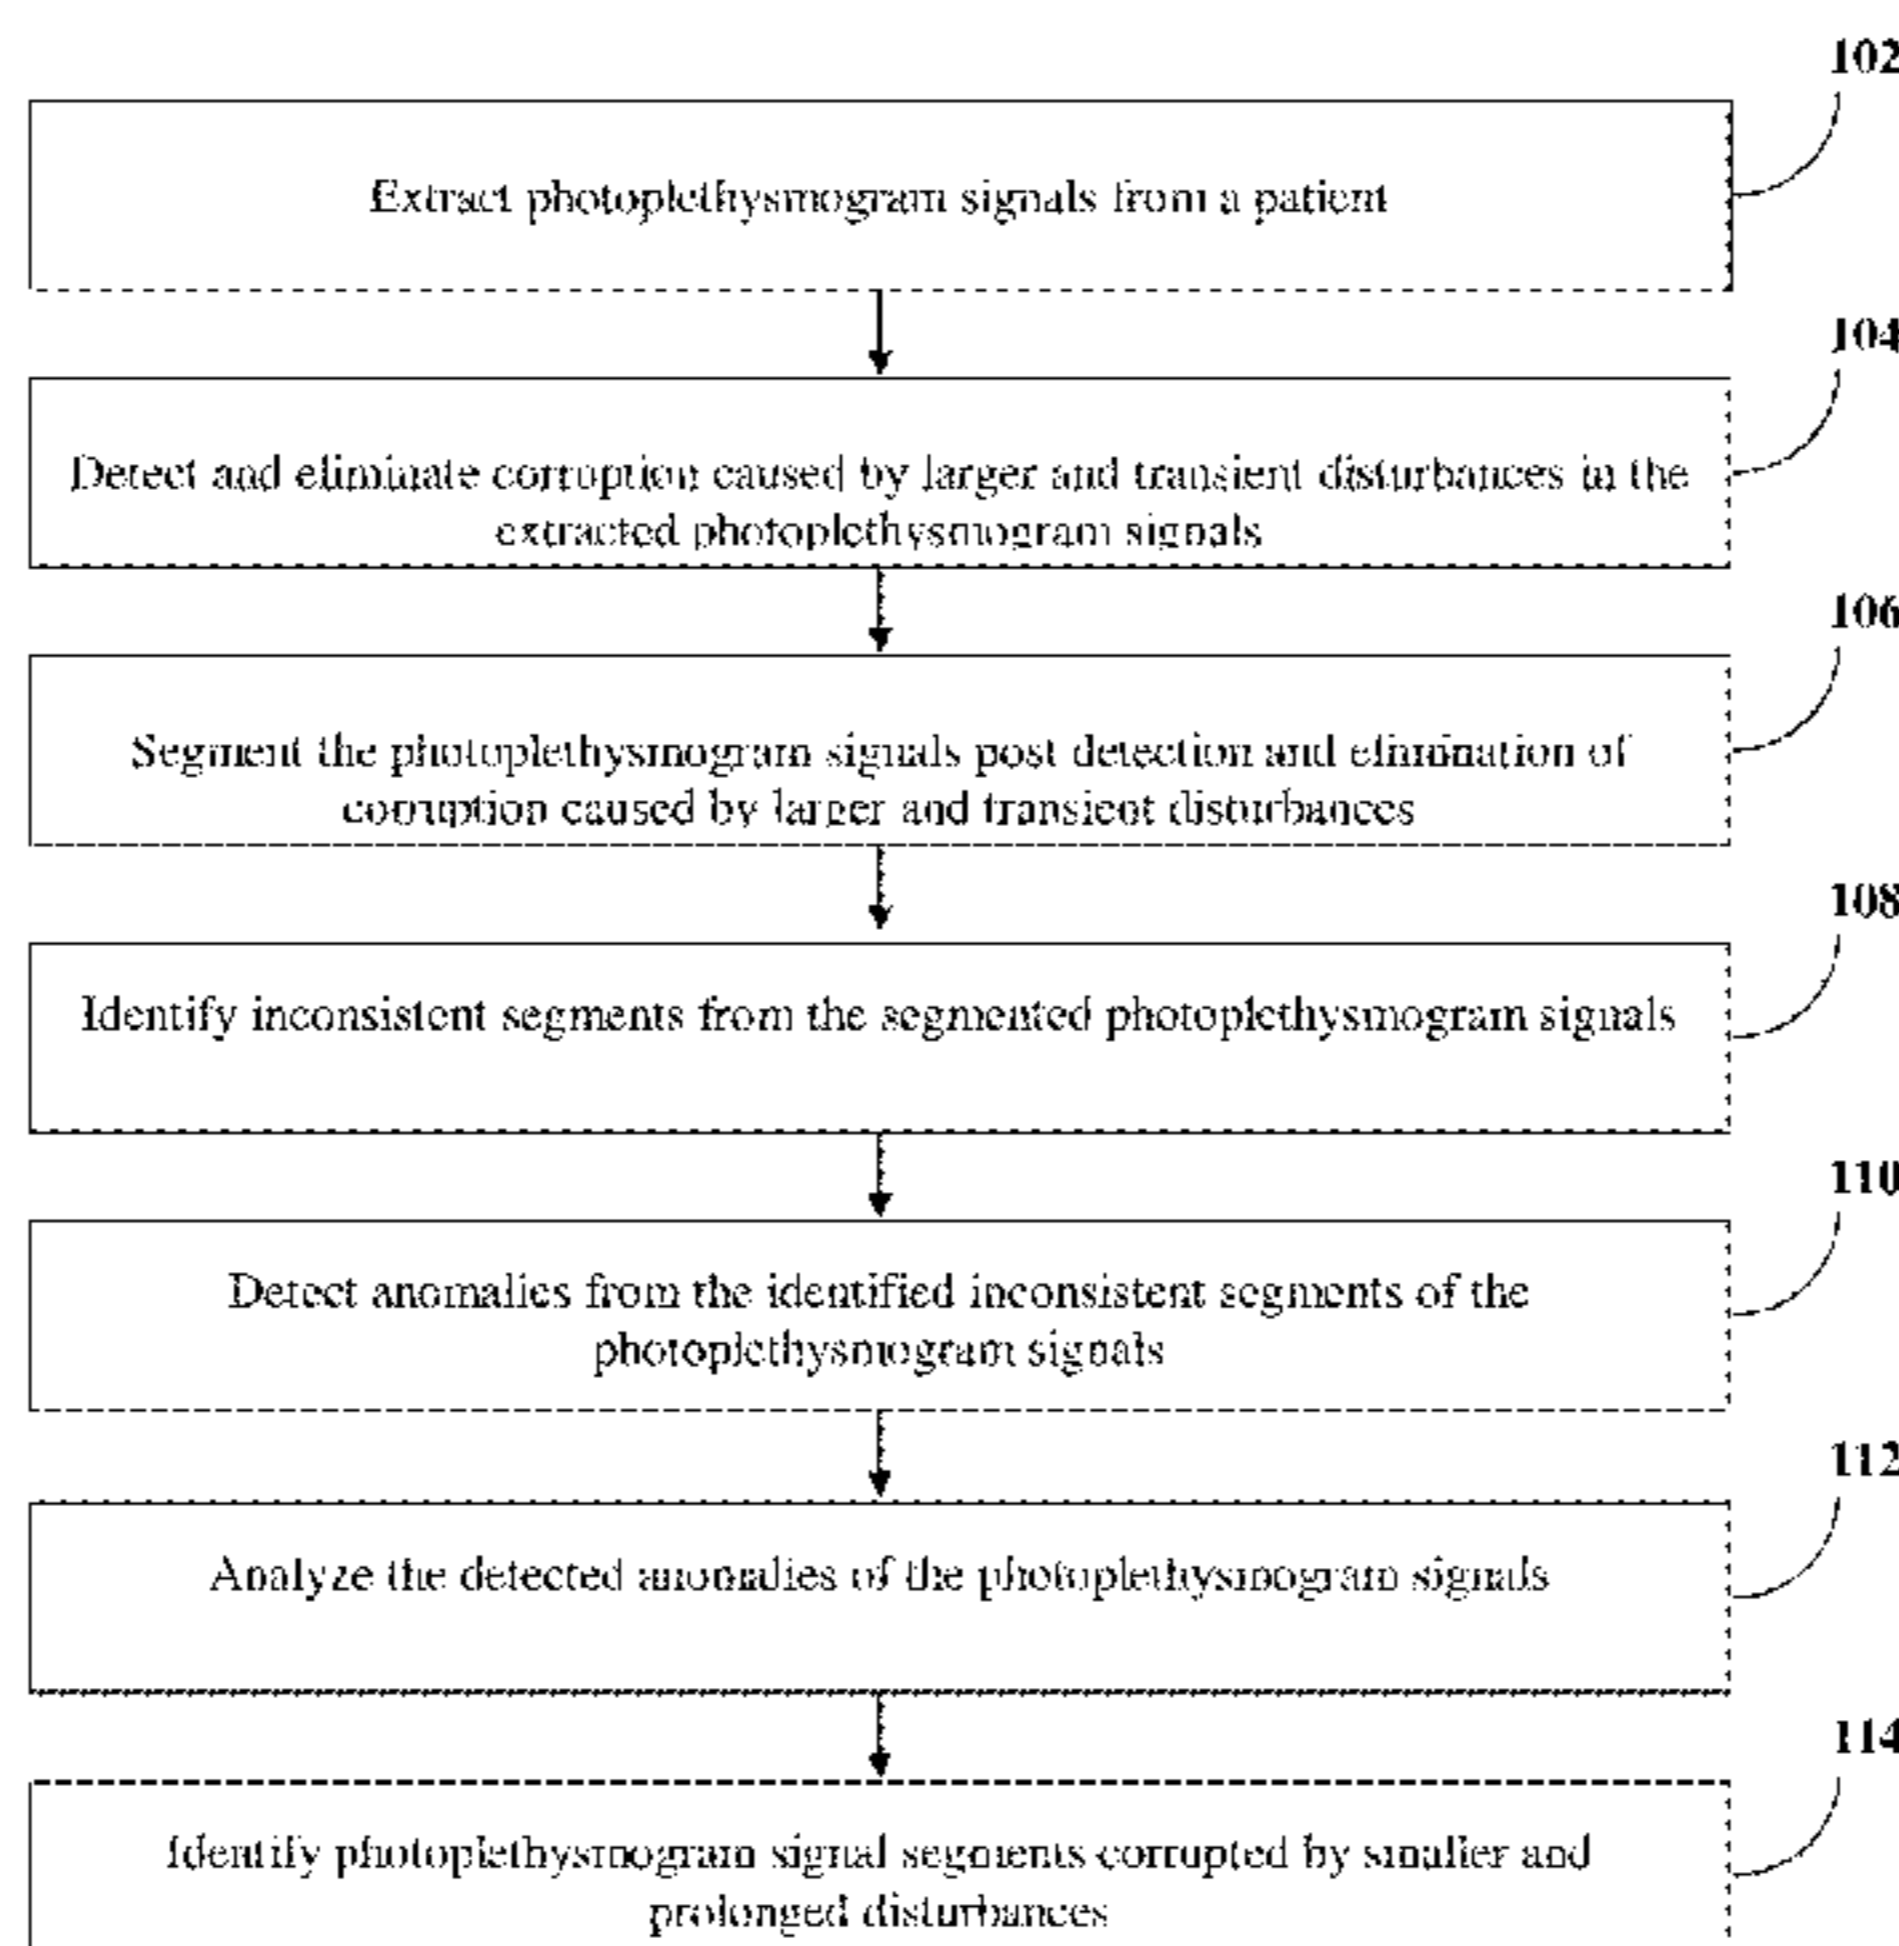 102
Extract photoplethysmogram signals from a patient
104
Detect and eliminate corruption caused by larger and transient disturbances in the
extracted photoplethysmogram signals
106
Segment the photoplethysmogram signals post detection and elimination of
corruption caused by larger and transient disturbances
108
Identify inconsistent segments from the segmented photoplethysmogram signals
110
Detect anomalies from the identified inconsistent segments of the
photoplethysmogram signals
112
Analyze the detected anomalies of the photoplethysmogram signals
114
Identify photoplethysmogram signal segments corrupted by smaller and
prolonged disturbances